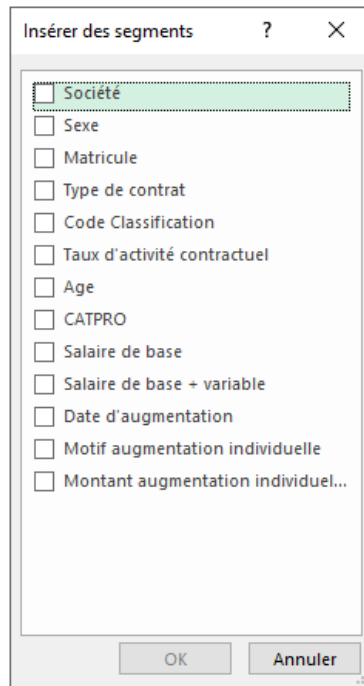 Insérer des segments ? ×
Société
Sexe
Matricule
Type de contrat
Code Classification
Taux d'activité contractuel
Age
CATPRO
Salaire de base
Salaire de base + variable
Date d'augmentation
Motif augmentation individuelle
Montant augmentation individuel...
OK Annuler